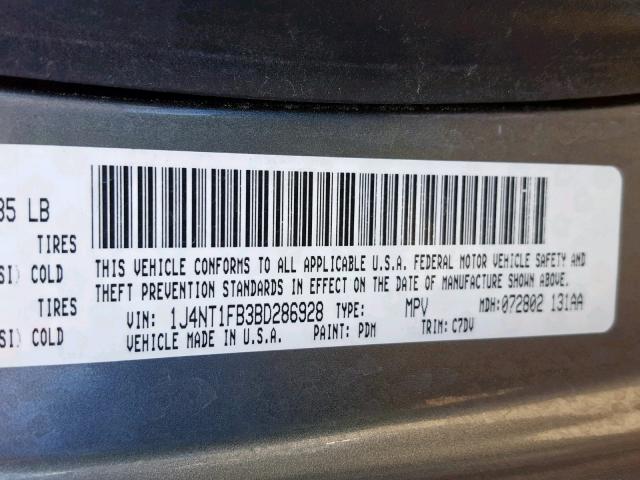 85 LB
TIRES
SI) COLD
TIRES
SI) COLD
THIS VEHICLE CONFORMS TO ALL APPLICABLE U.S.A. FEDERAL MOTOR VEHICLE SAFETY AND
THEFT PREVENTION STANDARDS IN EFFECT ON THE DATE OF MANUFACTURE SHOWN ABOVE.
VIN: 1J4NT1FB3BD286928 TYPE: MPV MDH:072802 131AA
VEHICLE MADE IN U.S.A. PAINT: PDM TRIM: C7DV